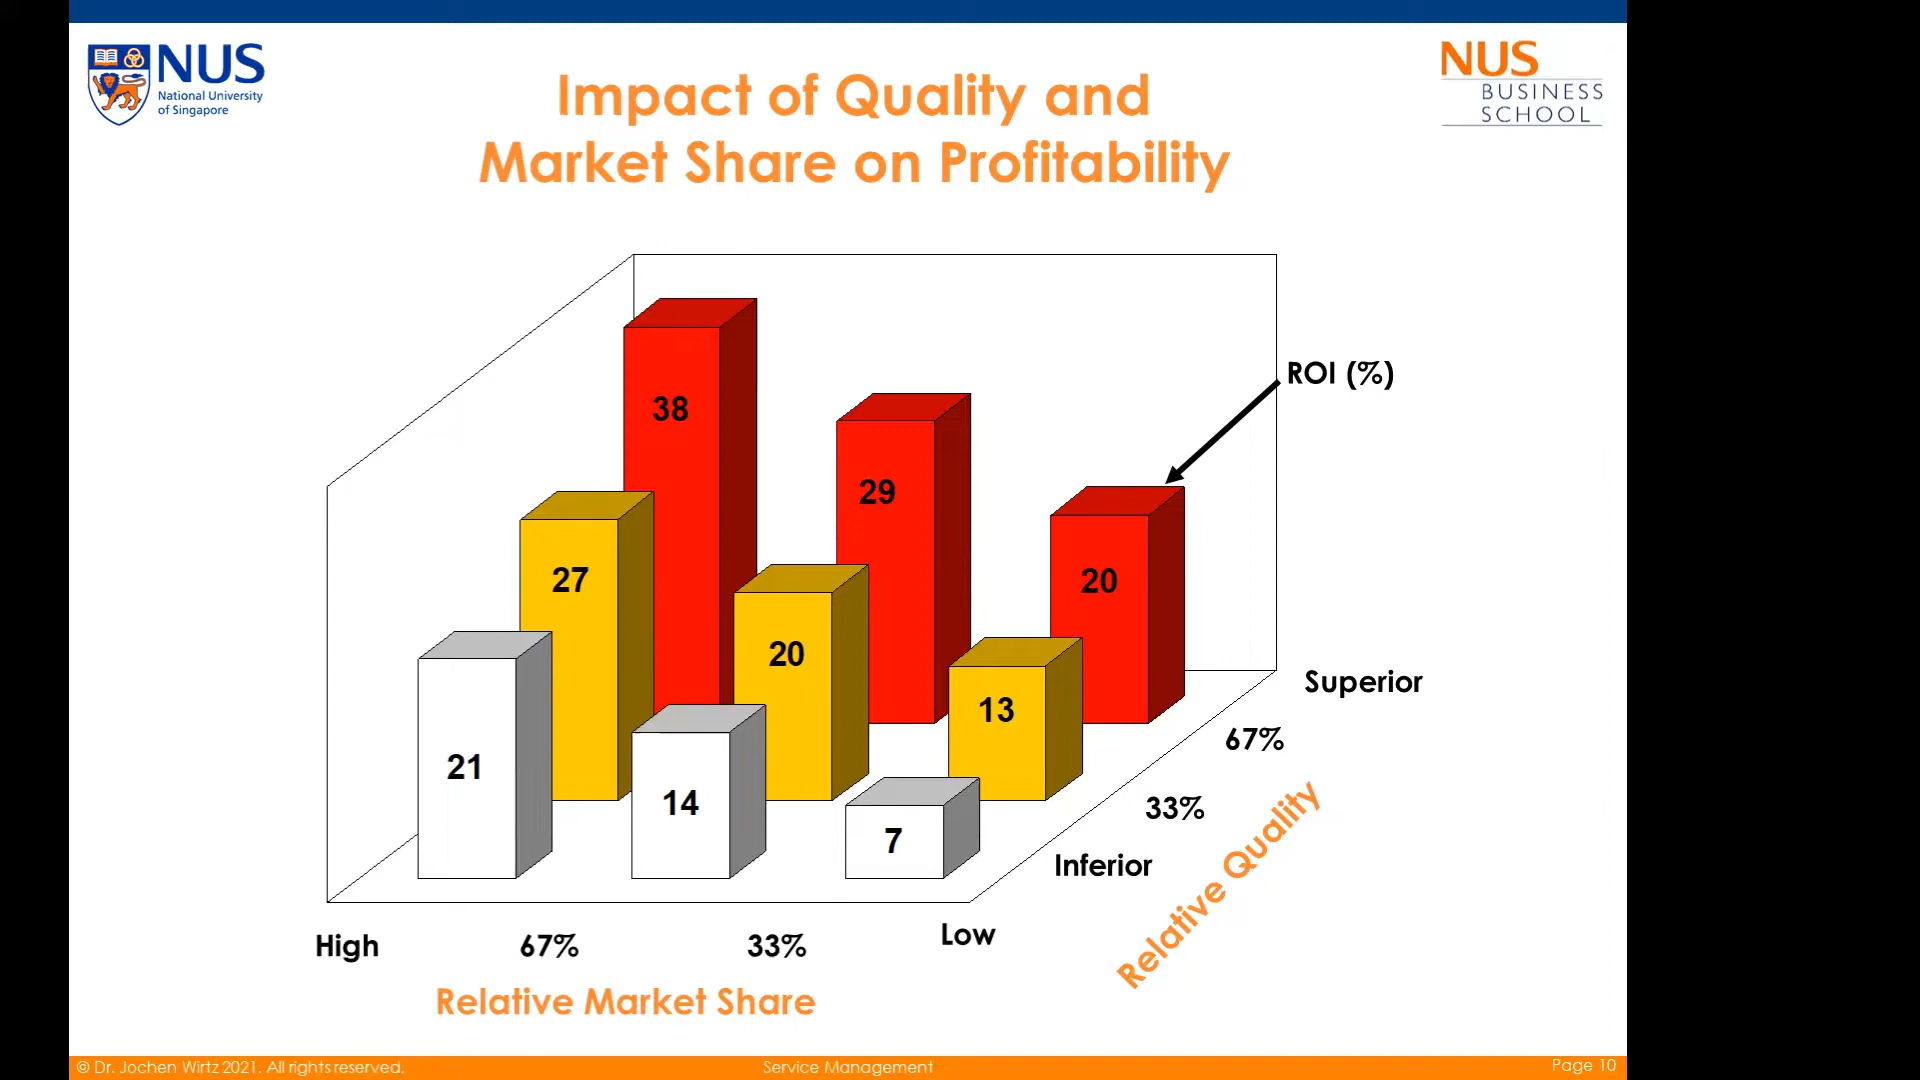 NUS
National University
of Singapore
NUS
BUSINESS
SCHOOL
Impact of Quality and
Market Share on Profitability
ROI (%)
38
29
20
27
20
13
21
14
7
Superior
67%
33%
Inferior
Relative Quality
High
67%
33%
Low
Relative Market Share
© Dr. Jochen Wirtz 2021. All rights reserved.
Service Management
Page 10